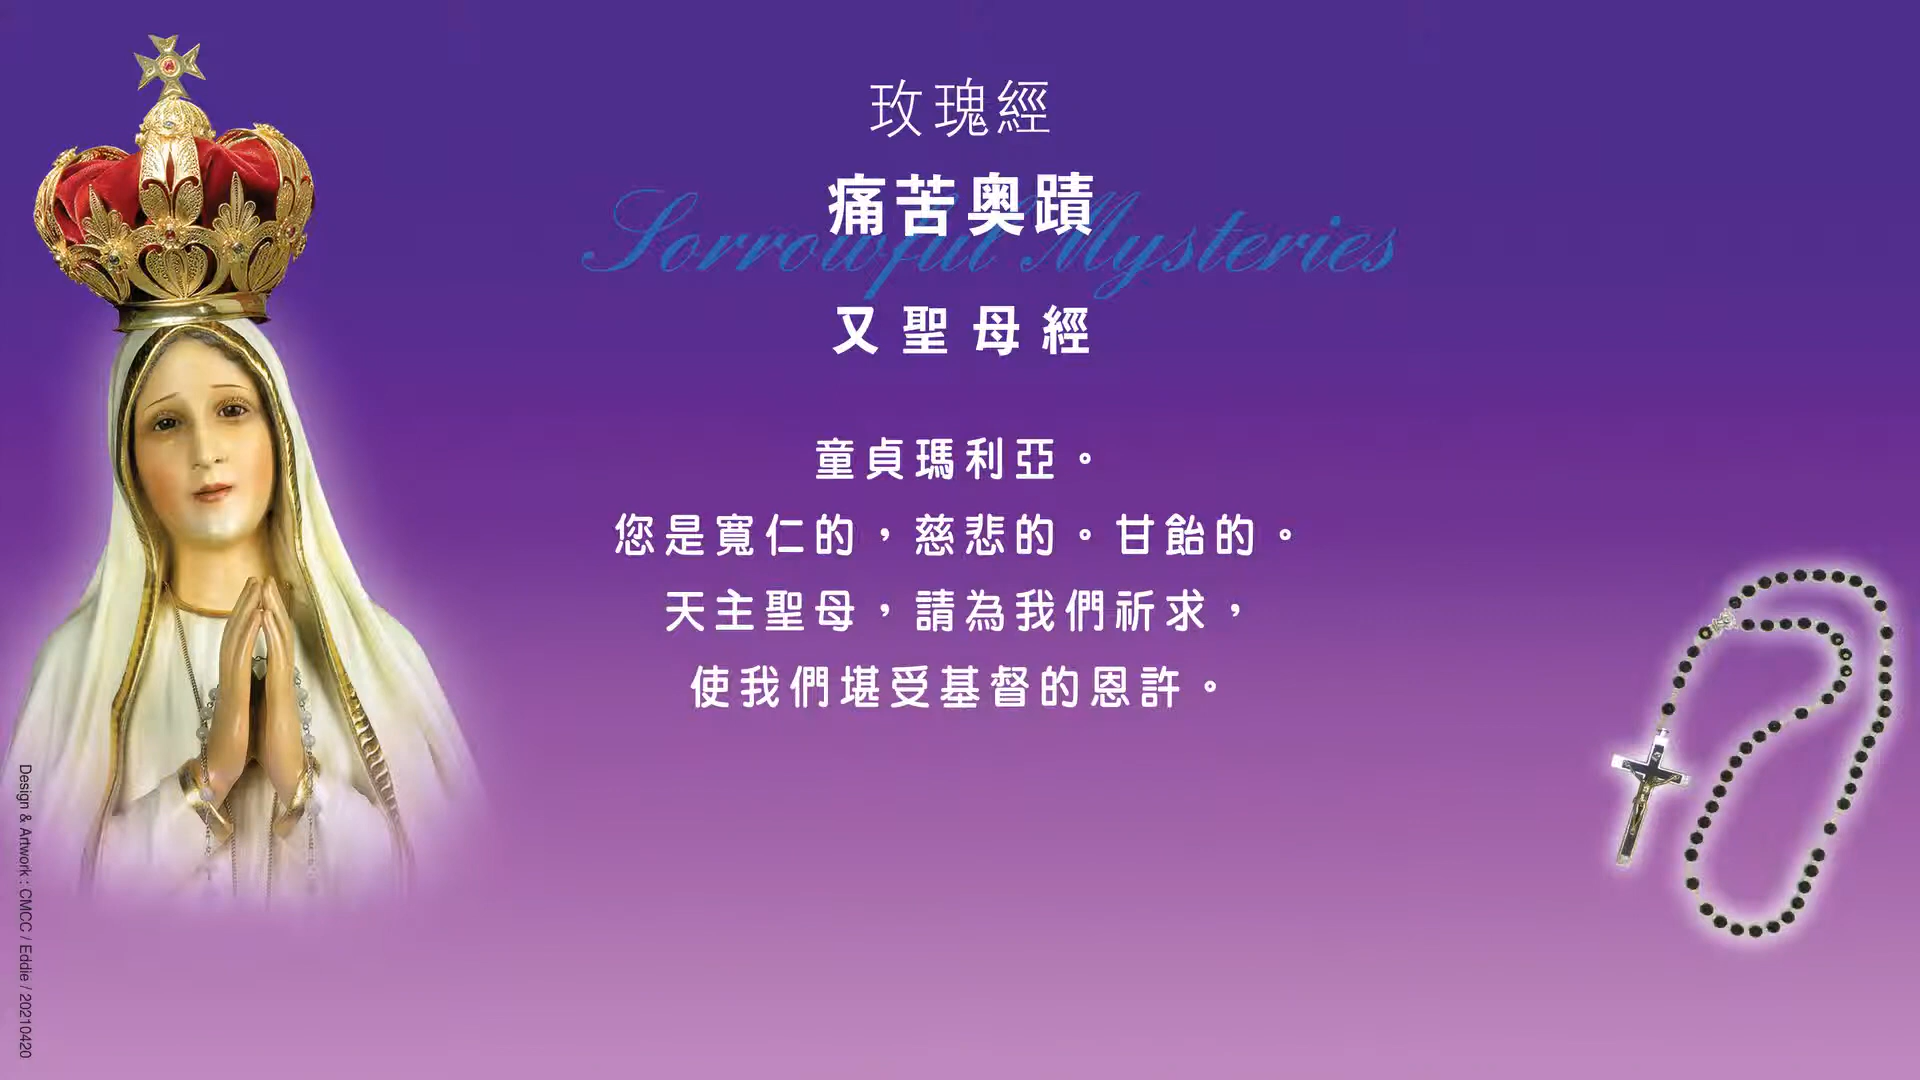 玫瑰經
痛苦奧蹟
Sorrowful Mysteries
又聖母經
童貞瑪利亞。
您是寬仁的，慈悲的。甘飴的。
天主聖母，請為我們祈求，
使我們堪受基督的恩許。
Design & Artwork : CMCC / Eddie / 20210420